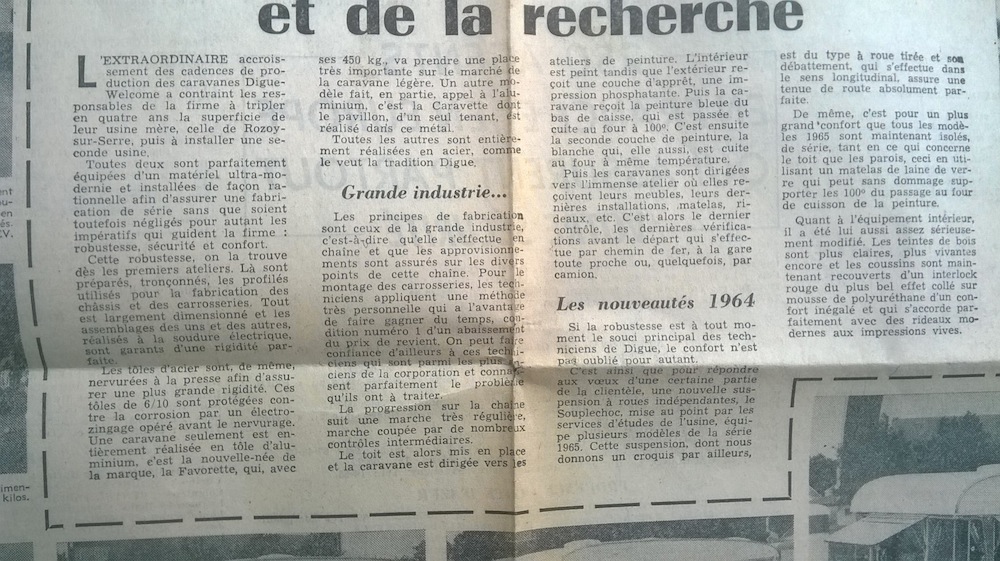 et de la recherche
L'EXTRAORDINAIRE accrois-
sement des cadences de pro-
duction des caravanes Digue-
Welcome a contraint les res-
ponsables de la firme à tripler
en quatre ans la superficie de
leur usine mère, celle de Rozoy-
sur-Serre, puis à installer une se-
conde usine.
Toutes deux sont parfaitement
équipées d'un matériel ultra-mo-
dernie et installées de façon ra-
tionnelle afin d'assurer une fabri-
cation de série sans que soient
toutefois négligés pour autant les
impératifs qui guident la firme :
robustesse, sécurité et confort.
Cette robustesse, on la trouve
dès les premiers ateliers. Là sont
préparés, tronçonnés, les profilés
utilisés pour la fabrication des
châssis et des carrosseries. Tout
est largement dimensionné et les
assemblages des uns et des autres,
réalisés à la soudure électrique,
sont garants d'une rigidité par-
faite.
Les tôles d'acier sont, de même,
nervurées à la presse afin d'assu-
rer une plus grande rigidité. Ces
tôles de 6/10 sont protégées con-
tre la corrosion par un électro-
zingage opéré avant le nervurage.
Une caravane seulement est en-
tièrement réalisée en tôle d'alu-
minium, c'est la nouvelle-née de
la marque, la Favorette, qui, avec
ses 450 kg., va prendre une place
très importante sur le marché de
la caravane légère. Un autre mo-
dèle fait, en partie, appel à l'alu-
minium, c'est la Caravette dont
le pavillon, d'un seul tenant, est
réalisé dans ce métal.
Toutes les autres sont entière-
ment réalisées en acier, comme
le veut la tradition Digue.
Grande industrie...
Les principes de fabrication
sont ceux de la grande industrie,
c'est-à-dire qu'elle s'effectue en
chaîne et que les approvisionne-
ments sont assurés sur les divers
points de cette chaîne. Pour le
montage des carrosseries, les tech-
niciens appliquent une méthode
très personnelle qui a l'avantage
de faire gagner du temps, con-
dition numéro 1 d'un abaissement
du prix de revient. On peut faire
confiance d'ailleurs à ces techni-
ciens qui sont parmi les plus an-
ciens de la corporation et connais-
sent parfaitement le problème
qu'ils ont à traiter.
La progression sur la chaîne
suit une marche très régulière,
marche coupée par de nombreux
contrôles intermédiaires.
Le toit est alors mis en place
et la caravane est dirigée vers les
ateliers de peinture. L'intérieur
est peint tandis que l'extérieur re-
çoit une couche d'apprêt, une im-
pression phosphatante. Puis la ca-
ravane reçoit la peinture bleue du
bas de caisse, qui est passée et
cuite au four à 100º. C'est ensuite
la seconde couche de peinture, la
blanche qui, elle aussi, est cuite
au four à même température.
Puis les caravanes sont dirigées
vers l'immense atelier où elles re-
çoivent leurs meubles, leurs der-
nières installations, matelas, ri-
deaux, etc. C'est alors le dernier
contrôle, les dernières vérifica-
tions avant le départ qui s'effec-
tue par chemin de fer, à la gare
toute proche ou, quelquefois, par
camion.
Les nouveautés 1964
Si la robustesse est à tout mo-
ment le souci principal des tech-
niciens de Digue, le confort n'est
pas oublié pour autant.
C'est ainsi que pour répondre
aux vœux d'une certaine partie
de la clientèle, une nouvelle sus-
pension à roues indépendantes, le
Souplechoc, mise au point par les
services d'études de l'usine, équi-
pe plusieurs modèles de la série
1965. Cette suspension, dont nous
donnons un croquis par ailleurs,
est du type à roue tirée et son
débattement, qui s'effectue dans
le sens longitudinal, assure une
tenue de route absolument par-
faite.
De même, c'est pour un plus
grand confort que tous les modè-
les 1965 sont maintenant isolés,
de série, tant en ce qui concerne
le toit que les parois, ceci en uti-
lisant un matelas de laine de ver-
re qui peut sans dommage sup-
porter les 100º du passage au four
de cuisson de la peinture.
Quant à l'équipement intérieur,
il a été lui aussi assez sérieuse-
ment modifié. Les teintes de bois
sont plus claires, plus vivantes
encore et les coussins sont main-
tenant recouverts d'un interlock
rouge du plus bel effet collé sur
mousse de polyuréthane d'un con-
fort inégalé et qui s'accorde par-
faitement avec des rideaux mo-
dernes aux impressions vives.
kilos.